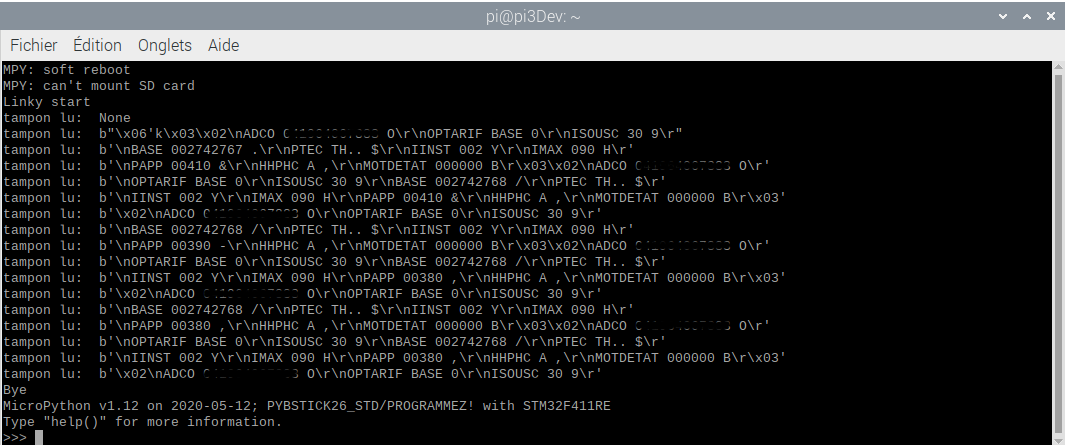 pi@pi3Dev: ~
Fichier Édition Onglets Aide
MPY: soft reboot
MPY: can't mount SD card
Linky start
tampon lu:  None
tampon lu:  b"\x06'k\x03\x02\nADCO O\r\nOPTARIF BASE 0\r\nISOUSC 30 9\r"
tampon lu:  b'\nBASE 002742767 .\r\nPTEC TH.. $\r\nIINST 002 Y\r\nIMAX 090 H\r'
tampon lu:  b'\nPAPP 00410 &\r\nHHPHC A ,\r\nMOTDETAT 000000 B\r\x03\x02\nADCO O\r'
tampon lu:  b'\nOPTARIF BASE 0\r\nISOUSC 30 9\r\nBASE 002742768 /\r\nPTEC TH.. $\r'
tampon lu:  b'\nIINST 002 Y\r\nIMAX 090 H\r\nPAPP 00410 &\r\nHHPHC A ,\r\nMOTDETAT 000000 B\r\x03'
tampon lu:  b'\x02\nADCO O\r\nOPTARIF BASE 0\r\nISOUSC 30 9\r'
tampon lu:  b'\nBASE 002742768 /\r\nPTEC TH.. $\r\nIINST 002 Y\r\nIMAX 090 H\r'
tampon lu:  b'\nPAPP 00390 -\r\nHHPHC A ,\r\nMOTDETAT 000000 B\r\x03\x02\nADCO O\r'
tampon lu:  b'\nOPTARIF BASE 0\r\nISOUSC 30 9\r\nBASE 002742768 /\r\nPTEC TH.. $\r'
tampon lu:  b'\nIINST 002 Y\r\nIMAX 090 H\r\nPAPP 00380 ,\r\nHHPHC A ,\r\nMOTDETAT 000000 B\r\x03'
tampon lu:  b'\x02\nADCO O\r\nOPTARIF BASE 0\r\nISOUSC 30 9\r'
tampon lu:  b'\nBASE 002742768 /\r\nPTEC TH.. $\r\nIINST 002 Y\r\nIMAX 090 H\r'
tampon lu:  b'\nPAPP 00380 ,\r\nHHPHC A ,\r\nMOTDETAT 000000 B\r\x03\x02\nADCO O\r'
tampon lu:  b'\nOPTARIF BASE 0\r\nISOUSC 30 9\r\nBASE 002742768 /\r\nPTEC TH.. $\r'
tampon lu:  b'\nIINST 002 Y\r\nIMAX 090 H\r\nPAPP 00380 ,\r\nHHPHC A ,\r\nMOTDETAT 000000 B\r\x03'
tampon lu:  b'\x02\nADCO O\r\nOPTARIF BASE 0\r\nISOUSC 30 9\r'
Bye
MicroPython v1.12 on 2020-05-12; PYBSTICK26_STD/PROGRAMMEZ! with STM32F411RE
Type "help()" for more information.
>>>